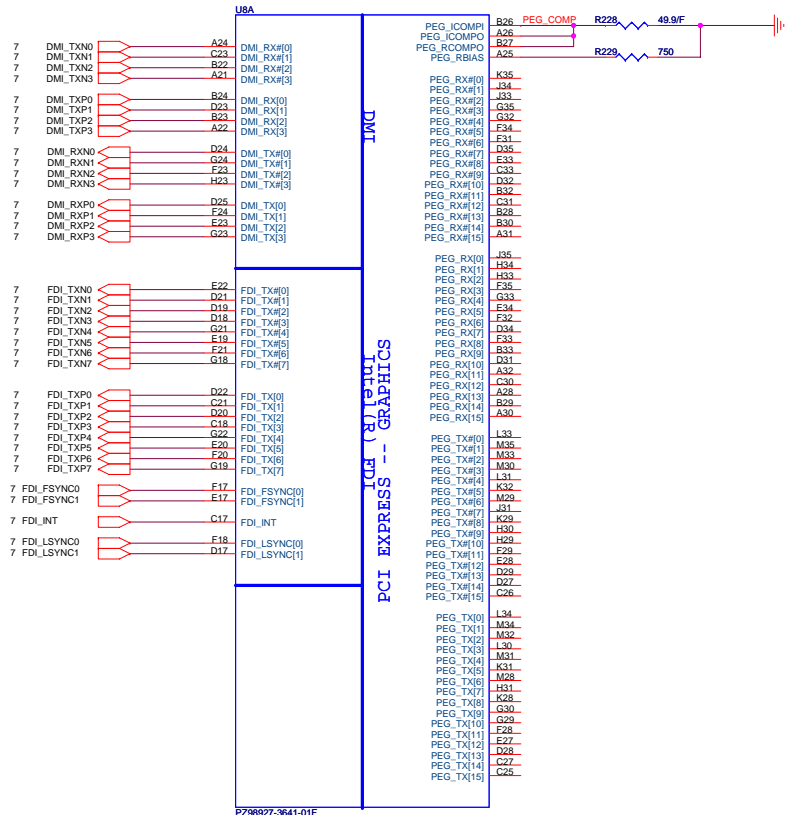 U8A
7 DMI_TXN0 A24 DMI_RX#[0]
7 DMI_TXN1 C23 DMI_RX#[1]
7 DMI_TXN2 B22 DMI_RX#[2]
7 DMI_TXN3 A21 DMI_RX#[3]
7 DMI_TXP0 B24 DMI_RX[0]
7 DMI_TXP1 D23 DMI_RX[1]
7 DMI_TXP2 B23 DMI_RX[2]
7 DMI_TXP3 A22 DMI_RX[3]
7 DMI_RXN0 D24 DMI_TX#[0]
7 DMI_RXN1 G24 DMI_TX#[1]
7 DMI_RXN2 F23 DMI_TX#[2]
7 DMI_RXN3 H23 DMI_TX#[3]
7 DMI_RXP0 D25 DMI_TX[0]
7 DMI_RXP1 F24 DMI_TX[1]
7 DMI_RXP2 E23 DMI_TX[2]
7 DMI_RXP3 G23 DMI_TX[3]
7 FDI_TXN0 E22 FDI_TX#[0]
7 FDI_TXN1 D21 FDI_TX#[1]
7 FDI_TXN2 D19 FDI_TX#[2]
7 FDI_TXN3 D18 FDI_TX#[3]
7 FDI_TXN4 G21 FDI_TX#[4]
7 FDI_TXN5 E19 FDI_TX#[5]
7 FDI_TXN6 F21 FDI_TX#[6]
7 FDI_TXN7 G18 FDI_TX#[7]
7 FDI_TXP0 D22 FDI_TX[0]
7 FDI_TXP1 C21 FDI_TX[1]
7 FDI_TXP2 D20 FDI_TX[2]
7 FDI_TXP3 C18 FDI_TX[3]
7 FDI_TXP4 G22 FDI_TX[4]
7 FDI_TXP5 E20 FDI_TX[5]
7 FDI_TXP6 F20 FDI_TX[6]
7 FDI_TXP7 G19 FDI_TX[7]
7 FDI_FSYNC0 F17 FDI_FSYNC[0]
7 FDI_FSYNC1 E17 FDI_FSYNC[1]
7 FDI_INT C17 FDI_INT
7 FDI_LSYNC0 F18 FDI_LSYNC[0]
7 FDI_LSYNC1 D17 FDI_LSYNC[1]
DMI
Intel(R) FDI
PCI EXPRESS -- GRAPHICS
PEG_ICOMPI B26 PEG_COMP R228 49.9/F
PEG_ICOMPO A26
PEG_RCOMPO B27
PEG_RBIAS A25 R229 750
PEG_RX#[0] K35
PEG_RX#[1] J34
PEG_RX#[2] J33
PEG_RX#[3] G35
PEG_RX#[4] G32
PEG_RX#[5] F34
PEG_RX#[6] F31
PEG_RX#[7] D35
PEG_RX#[8] E33
PEG_RX#[9] C33
PEG_RX#[10] D32
PEG_RX#[11] B32
PEG_RX#[12] C31
PEG_RX#[13] B28
PEG_RX#[14] B30
PEG_RX#[15] A31
PEG_RX[0] J35
PEG_RX[1] H34
PEG_RX[2] H33
PEG_RX[3] F35
PEG_RX[4] G33
PEG_RX[5] E34
PEG_RX[6] F32
PEG_RX[7] D34
PEG_RX[8] F33
PEG_RX[9] B33
PEG_RX[10] D31
PEG_RX[11] A32
PEG_RX[12] C30
PEG_RX[13] A28
PEG_RX[14] B29
PEG_RX[15] A30
PEG_TX#[0] L33
PEG_TX#[1] M35
PEG_TX#[2] M33
PEG_TX#[3] M30
PEG_TX#[4] L31
PEG_TX#[5] K32
PEG_TX#[6] M29
PEG_TX#[7] J31
PEG_TX#[8] K29
PEG_TX#[9] H30
PEG_TX#[10] H29
PEG_TX#[11] F29
PEG_TX#[12] E28
PEG_TX#[13] D29
PEG_TX#[14] D27
PEG_TX#[15] C26
PEG_TX[0] L34
PEG_TX[1] M34
PEG_TX[2] M32
PEG_TX[3] L30
PEG_TX[4] M31
PEG_TX[5] K31
PEG_TX[6] M28
PEG_TX[7] H31
PEG_TX[8] K28
PEG_TX[9] G30
PEG_TX[10] G29
PEG_TX[11] F28
PEG_TX[12] E27
PEG_TX[13] D28
PEG_TX[14] C27
PEG_TX[15] C25
PZ98927-3641-01F